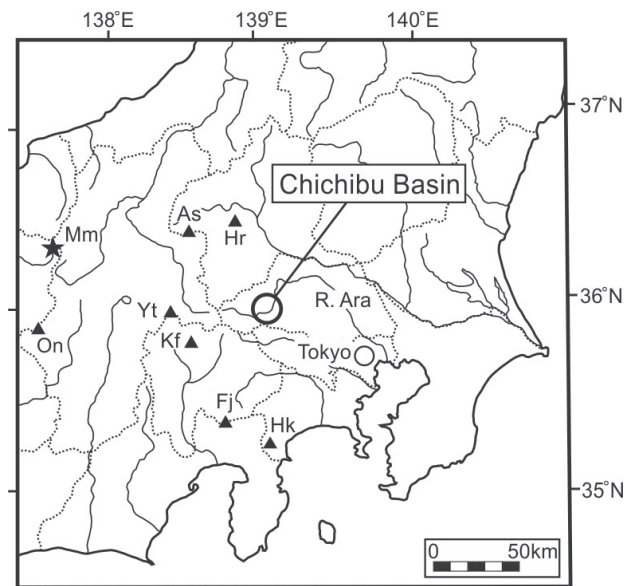 138°E 139°E 140°E
37°N
Chichibu Basin
As
Hr
Mm
36°N
R. Ara
Yt
On
Kf
Tokyo
Fj
Hk
35°N
0 50km